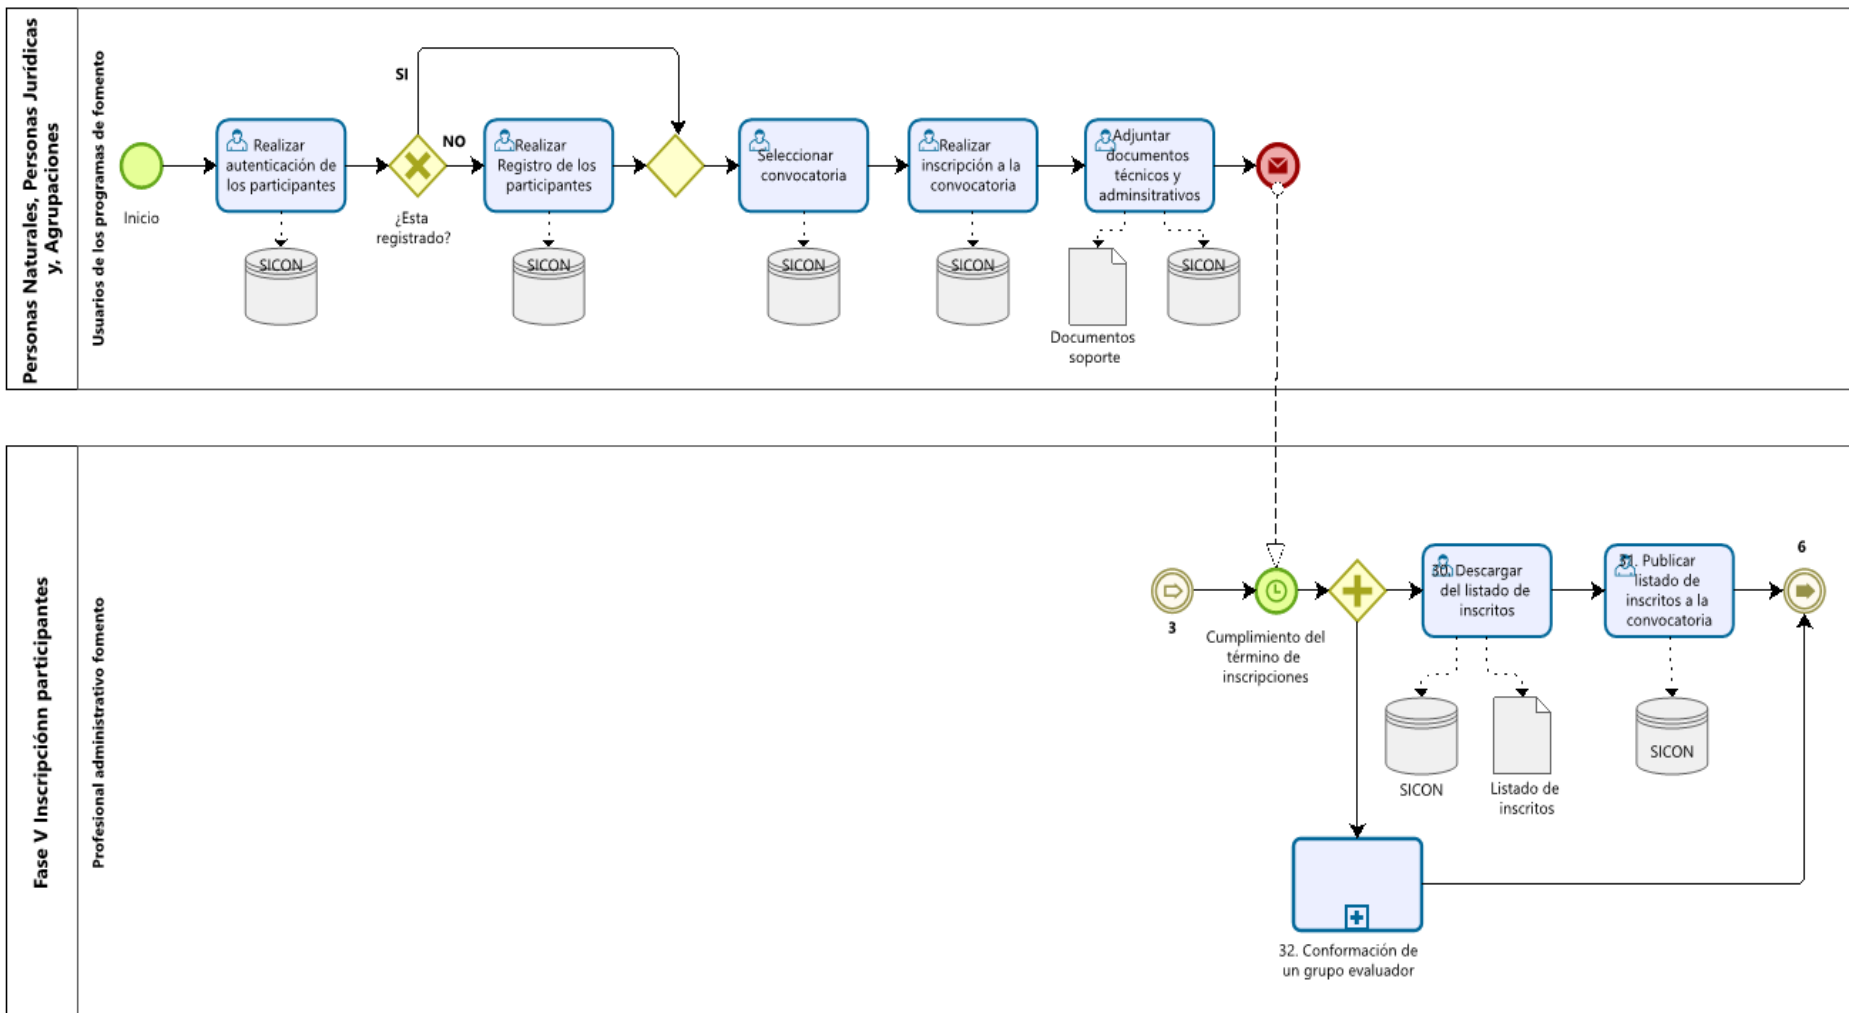 Personas Naturales, Personas Jurídicas
y, Agrupaciones
Usuarios de los programas de fomento
Inicio
Realizar
autenticación de
los participantes
SICON
SI
NO
¿Esta
registrado?
Realizar
Registro de los
participantes
SICON
Seleccionar
convocatoria
SICON
Realizar
inscripción a la
convocatoria
SICON
Adjuntar
documentos
técnicos y
adminsitrativos
Documentos
soporte
SICON
Fase V Inscripciónn participantes
Profesional administrativo fomento
3
Cumplimiento del
término de
inscripciones
30. Descargar
del listado de
inscritos
SICON
Listado de
inscritos
31. Publicar
listado de
inscritos a la
convocatoria
SICON
6
32. Conformación de
un grupo evaluador